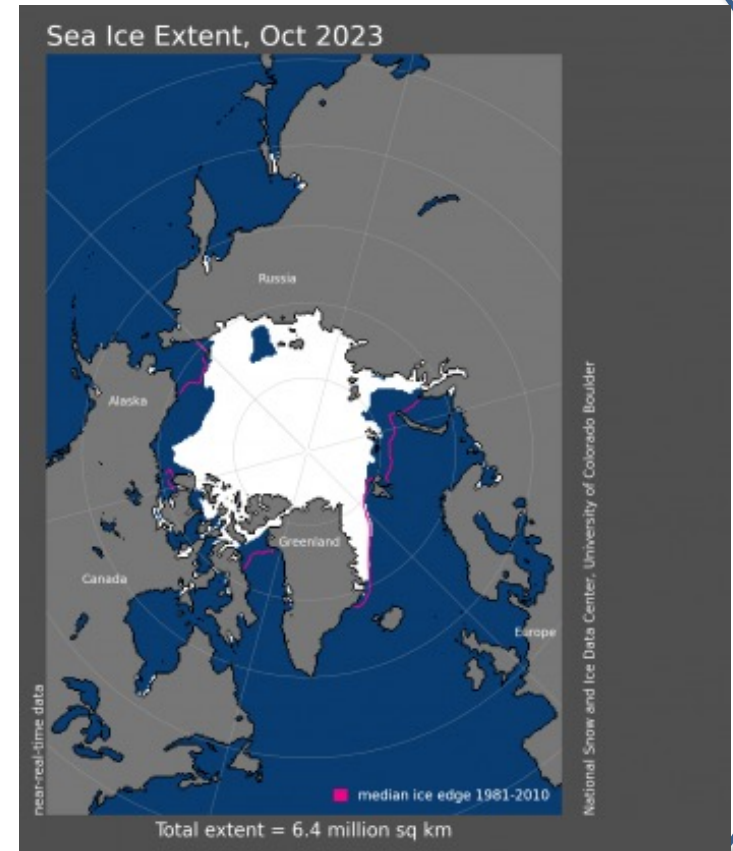 Sea Ice Extent, Oct 2023
Russia
Alaska
Greenland
Canada
Europe
near-real-time data
National Snow and Ice Data Center, University of Colorado Boulder
median ice edge 1981-2010
Total extent = 6.4 million sq km